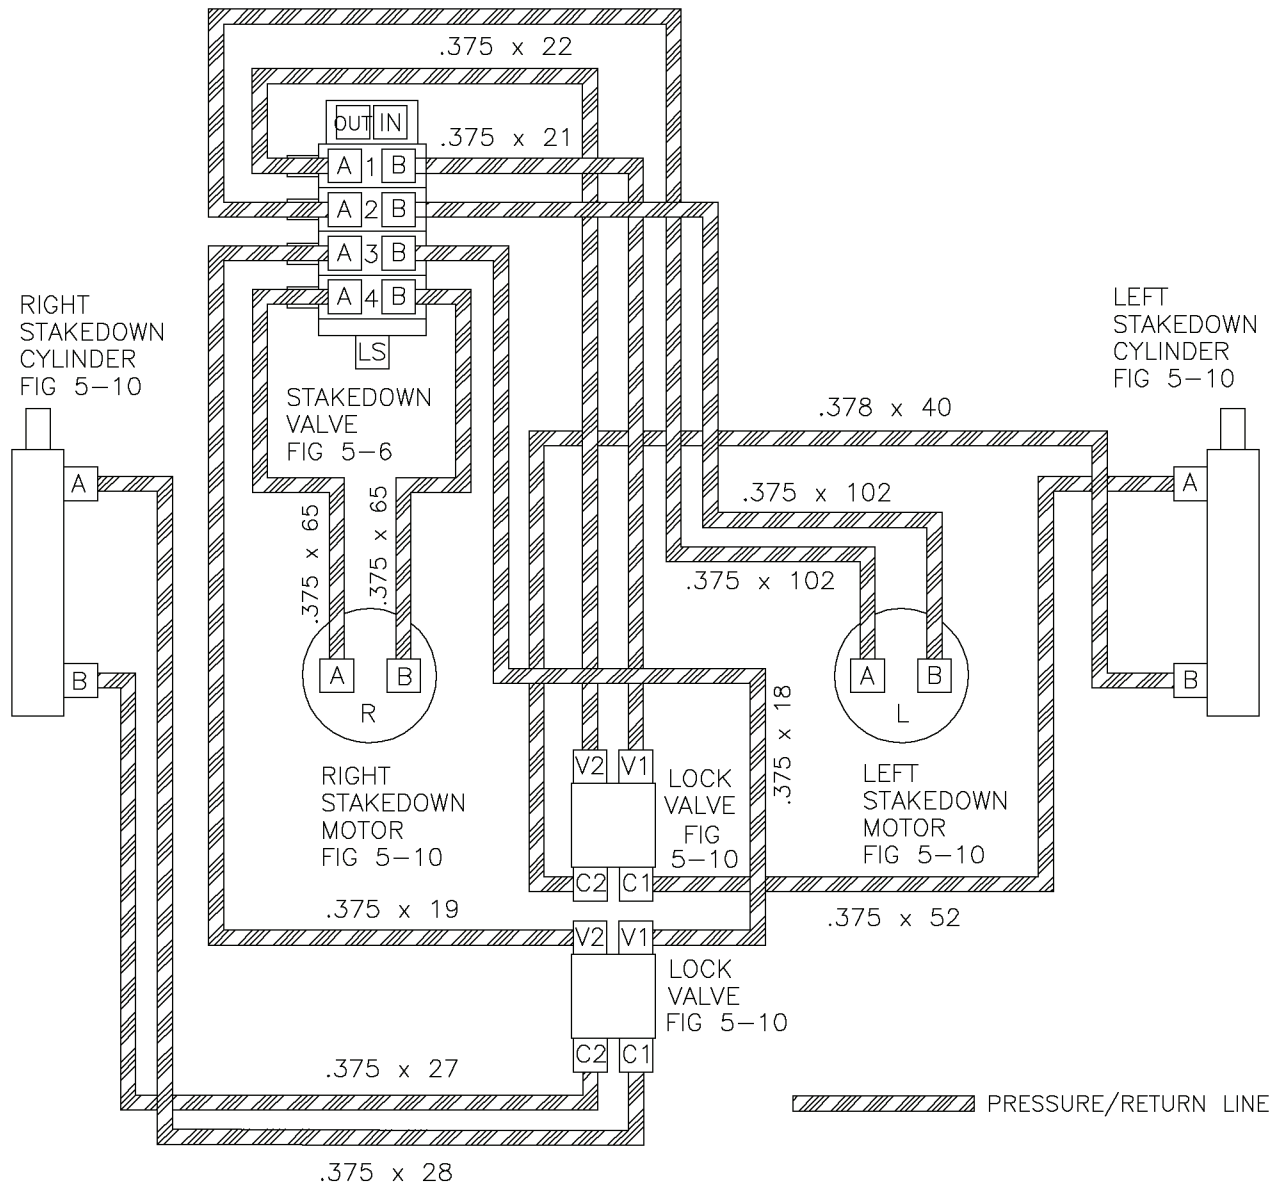 .375 x 22
OUT IN
.375 x 21
A 1 B
A 2 B
A 3 B
A 4 B
LS
STAKEDOWN
VALVE
FIG 5-6
RIGHT
STAKEDOWN
CYLINDER
FIG 5-10
A
B
LEFT
STAKEDOWN
CYLINDER
FIG 5-10
A
B
.378 x 40
.375 x 102
.375 x 102
.375 x 65
.375 x 65
A B
R
RIGHT
STAKEDOWN
MOTOR
FIG 5-10
A B
L
LEFT
STAKEDOWN
MOTOR
FIG 5-10
.375 x 18
V2 V1
LOCK
VALVE
FIG
5-10
C2 C1
.375 x 19
.375 x 52
V2 V1
LOCK
VALVE
FIG 5-10
C2 C1
.375 x 27
.375 x 28
PRESSURE/RETURN LINE